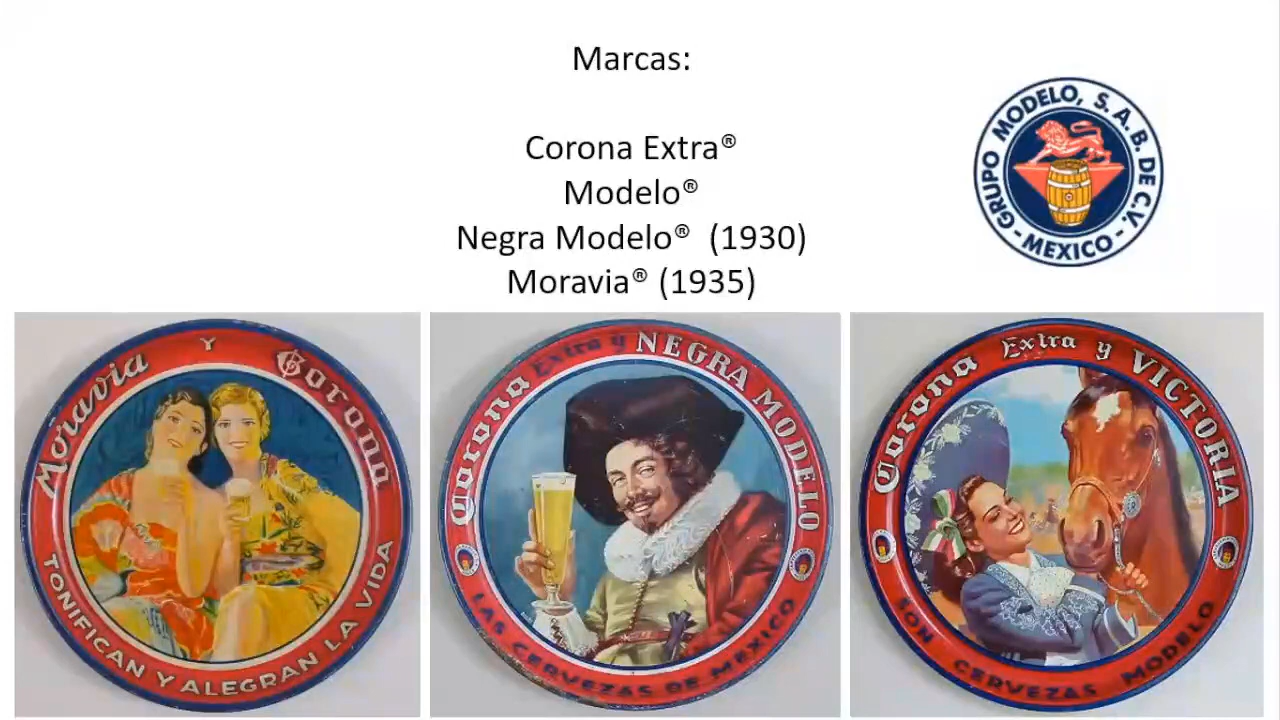 Marcas:
Corona Extra®
Modelo®
Negra Modelo® (1930)
Moravia® (1935)
GRUPO MODELO, S.A.B. DE C.V.
- MEXICO -
Moravia Y Corona
TONIFICAN Y ALEGRAN LA VIDA
Corona Extra y NEGRA MODELO
LAS CERVEZAS DE MEXICO
Corona Extra y VICTORIA
SON CERVEZAS MODELO